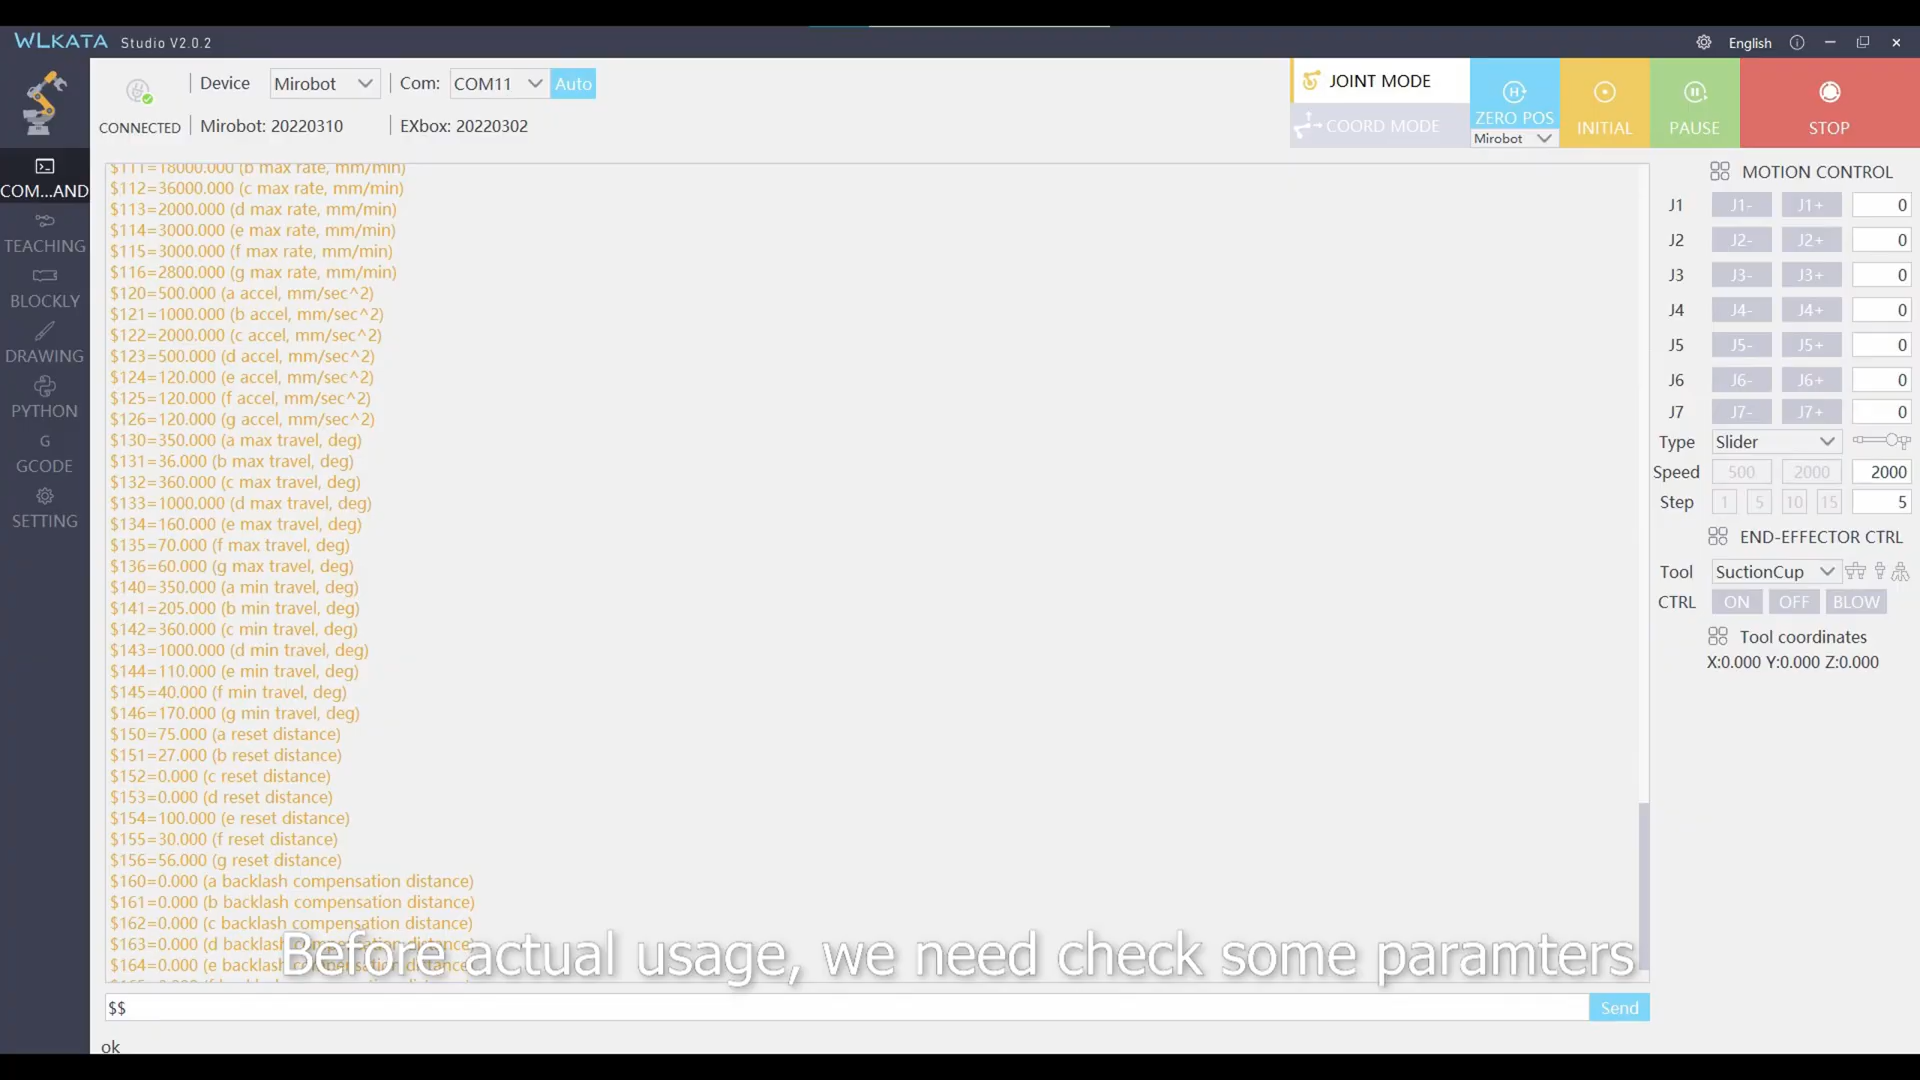 WLKATA Studio V2.0.2
English
Device Mirobot Com: COM11 Auto
CONNECTED Mirobot: 20220310 EXbox: 20220302
JOINT MODE
COORD MODE
ZERO POS
Mirobot
INITIAL
PAUSE
STOP
COM...AND
TEACHING
BLOCKLY
DRAWING
PYTHON
G
GCODE
SETTING
$111=18000.000 (b max rate, mm/min)
$112=36000.000 (c max rate, mm/min)
$113=2000.000 (d max rate, mm/min)
$114=3000.000 (e max rate, mm/min)
$115=3000.000 (f max rate, mm/min)
$116=2800.000 (g max rate, mm/min)
$120=500.000 (a accel, mm/sec^2)
$121=1000.000 (b accel, mm/sec^2)
$122=2000.000 (c accel, mm/sec^2)
$123=500.000 (d accel, mm/sec^2)
$124=120.000 (e accel, mm/sec^2)
$125=120.000 (f accel, mm/sec^2)
$126=120.000 (g accel, mm/sec^2)
$130=350.000 (a max travel, deg)
$131=36.000 (b max travel, deg)
$132=360.000 (c max travel, deg)
$133=1000.000 (d max travel, deg)
$134=160.000 (e max travel, deg)
$135=70.000 (f max travel, deg)
$136=60.000 (g max travel, deg)
$140=350.000 (a min travel, deg)
$141=205.000 (b min travel, deg)
$142=360.000 (c min travel, deg)
$143=1000.000 (d min travel, deg)
$144=110.000 (e min travel, deg)
$145=40.000 (f min travel, deg)
$146=170.000 (g min travel, deg)
$150=75.000 (a reset distance)
$151=27.000 (b reset distance)
$152=0.000 (c reset distance)
$153=0.000 (d reset distance)
$154=100.000 (e reset distance)
$155=30.000 (f reset distance)
$156=56.000 (g reset distance)
$160=0.000 (a backlash compensation distance)
$161=0.000 (b backlash compensation distance)
$162=0.000 (c backlash compensation distance)
$163=0.000 (d backlash compensation distance)
$164=0.000 (e backlash compensation distance)
Before actual usage, we need check some paramters
$$
Send
ok
MOTION CONTROL
J1 J1- J1+ 0
J2 J2- J2+ 0
J3 J3- J3+ 0
J4 J4- J4+ 0
J5 J5- J5+ 0
J6 J6- J6+ 0
J7 J7- J7+ 0
Type Slider
Speed 500 2000 2000
Step 1 5 10 15 5
END-EFFECTOR CTRL
Tool SuctionCup
CTRL ON OFF BLOW
Tool coordinates
X:0.000 Y:0.000 Z:0.000